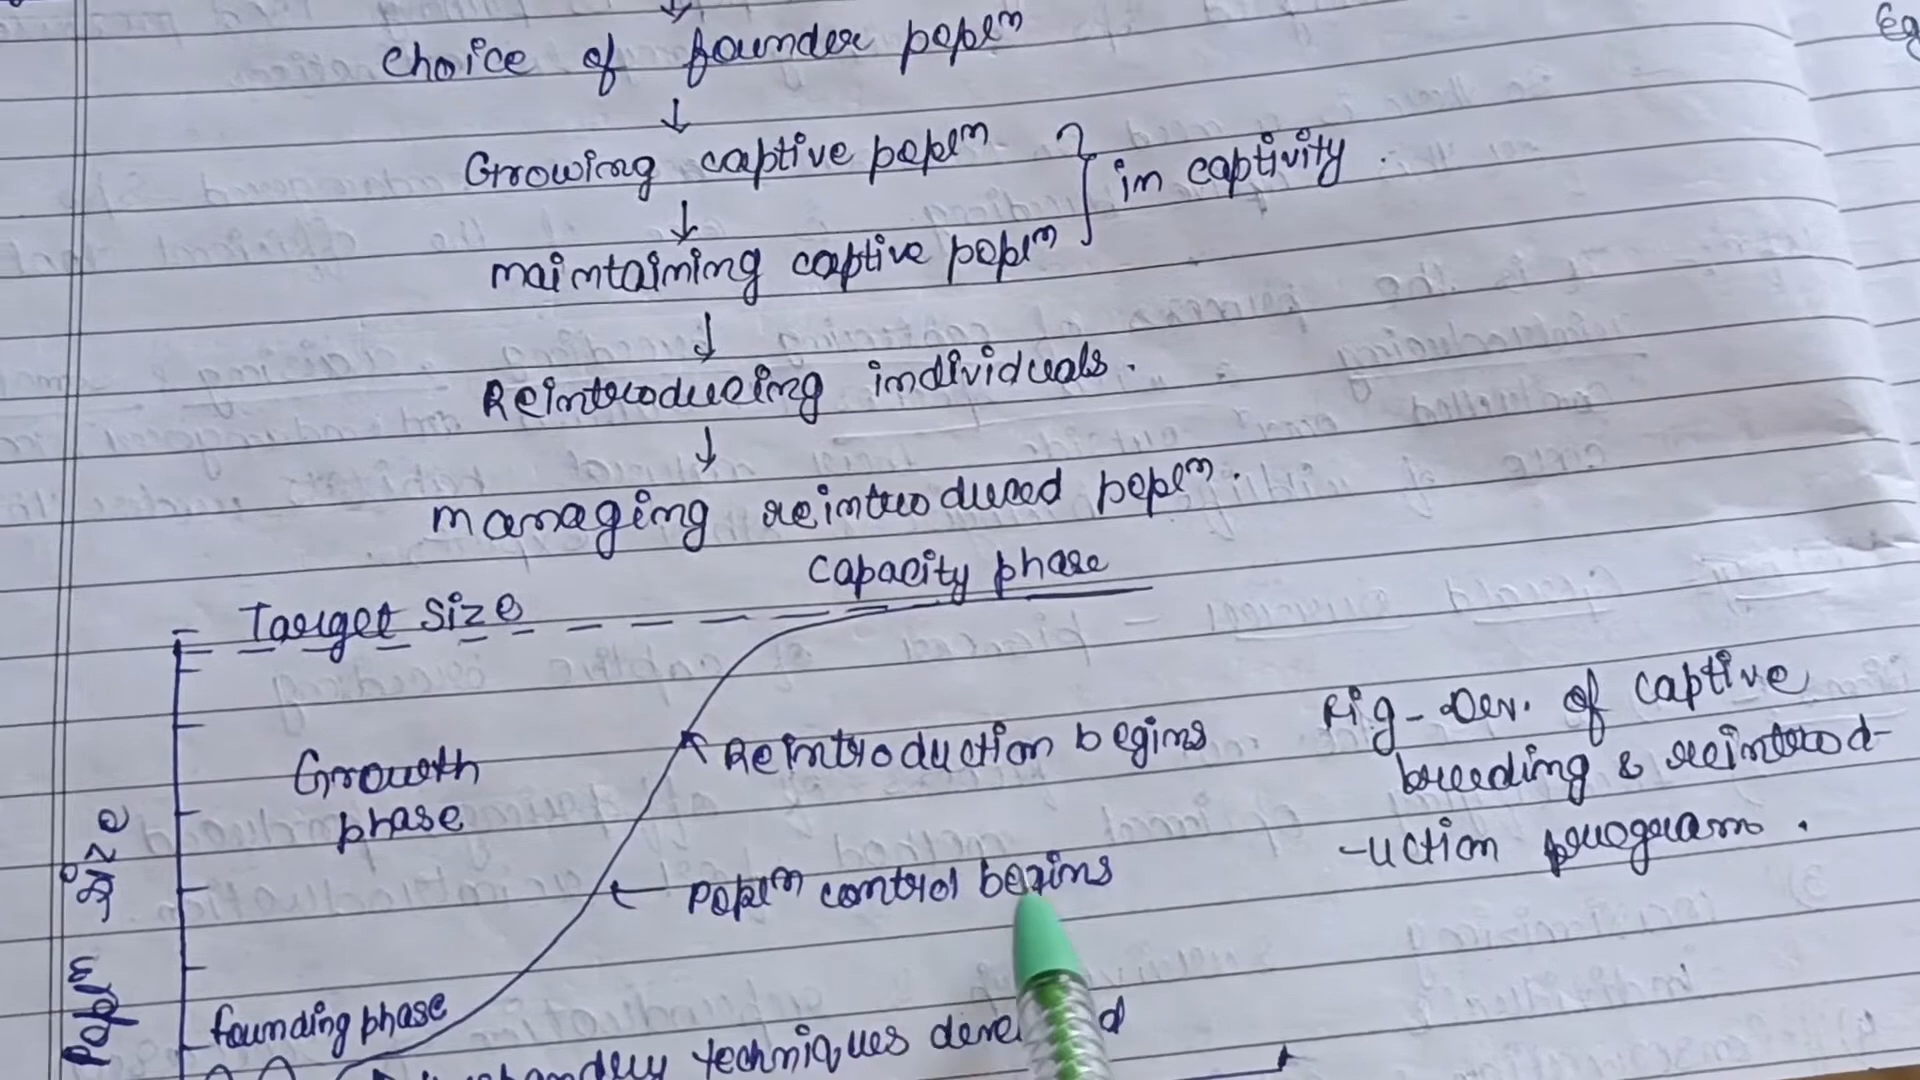 Choice of founder popln
↓
Growing captive popln
in captivity.
↓
maintaining captive popln
↓
Reintroducing individuals.
↓
managing reintroduced popln.
Capacity phase
Target size
Reintroduction begins
Growth
phase
Popln control begins
Popln size
founding phase
techniques
Fig - Dev. of captive
breeding & reintrod-
-uction program.
Eg